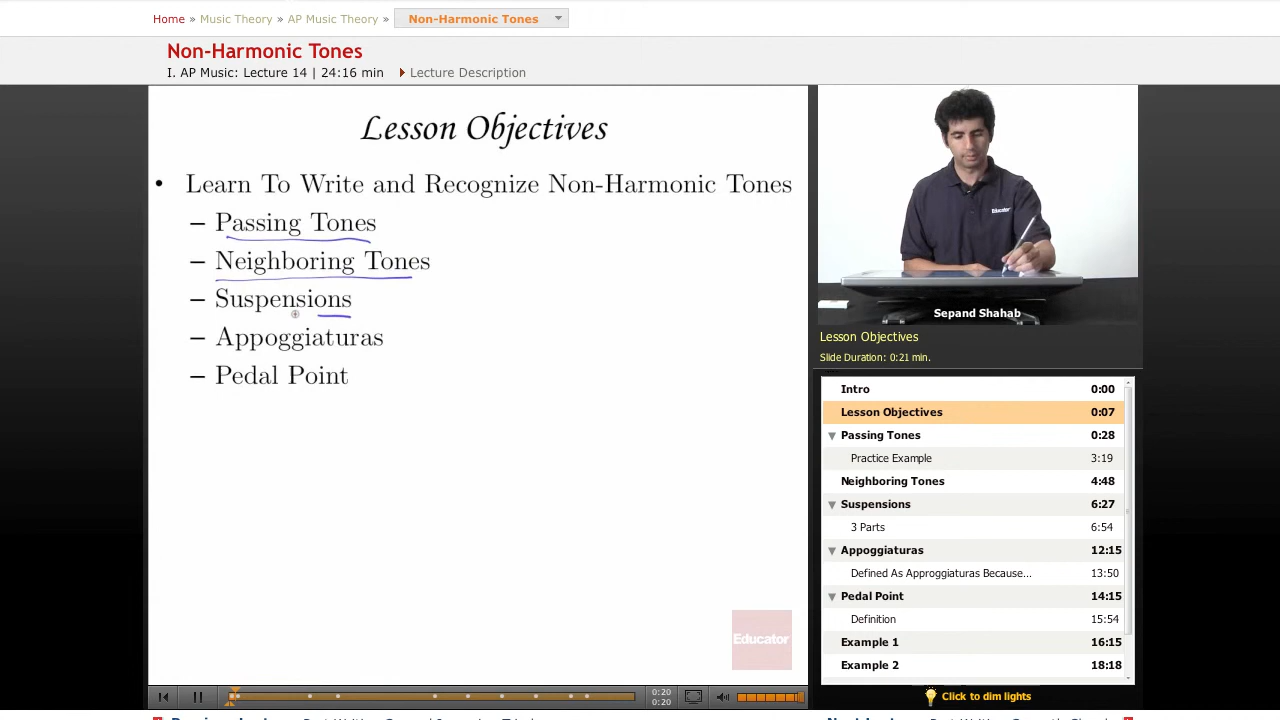 Home » Music Theory » AP Music Theory » Non-Harmonic Tones
Non-Harmonic Tones
I. AP Music: Lecture 14 | 24:16 min Lecture Description
Lesson Objectives
• Learn To Write and Recognize Non-Harmonic Tones
– Passing Tones
– Neighboring Tones
– Suspensions
– Appoggiaturas
– Pedal Point
Educator
0:20
0:20
Educator
Sepand Shahab
Lesson Objectives
Slide Duration: 0:21 min.
Intro 0:00
Lesson Objectives 0:07
Passing Tones 0:28
Practice Example 3:19
Neighboring Tones 4:48
Suspensions 6:27
3 Parts 6:54
Appoggiaturas 12:15
Defined As Approggiaturas Because... 13:50
Pedal Point 14:15
Definition 15:54
Example 1 16:15
Example 2 18:18
Click to dim lights